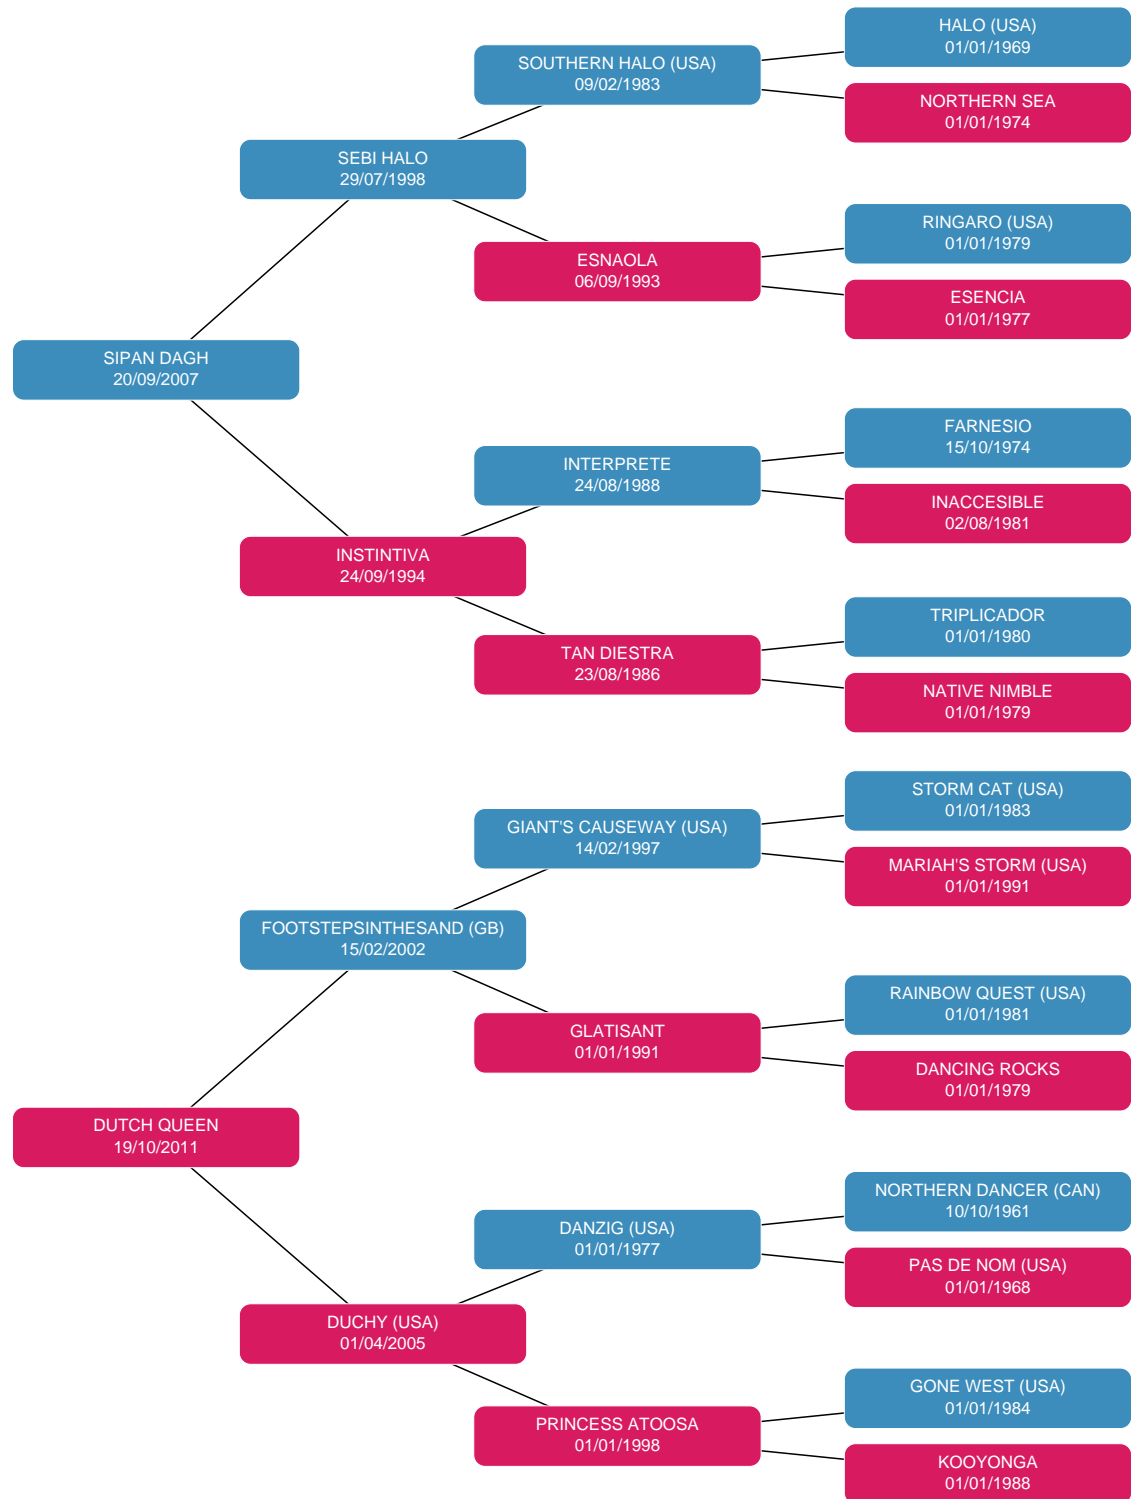 HALO (USA)
01/01/1969
SOUTHERN HALO (USA)
09/02/1983
NORTHERN SEA
01/01/1974
SEBI HALO
29/07/1998
RINGARO (USA)
01/01/1979
ESNAOLA
06/09/1993
ESENCIA
01/01/1977
SIPAN DAGH
20/09/2007
FARNESIO
15/10/1974
INTERPRETE
24/08/1988
INACCESIBLE
02/08/1981
INSTINTIVA
24/09/1994
TRIPLICADOR
01/01/1980
TAN DIESTRA
23/08/1986
NATIVE NIMBLE
01/01/1979
STORM CAT (USA)
01/01/1983
GIANT'S CAUSEWAY (USA)
14/02/1997
MARIAH'S STORM (USA)
01/01/1991
FOOTSTEPSINTHESAND (GB)
15/02/2002
RAINBOW QUEST (USA)
01/01/1981
GLATISANT
01/01/1991
DANCING ROCKS
01/01/1979
DUTCH QUEEN
19/10/2011
NORTHERN DANCER (CAN)
10/10/1961
DANZIG (USA)
01/01/1977
PAS DE NOM (USA)
01/01/1968
DUCHY (USA)
01/04/2005
GONE WEST (USA)
01/01/1984
PRINCESS ATOOSA
01/01/1998
KOOYONGA
01/01/1988